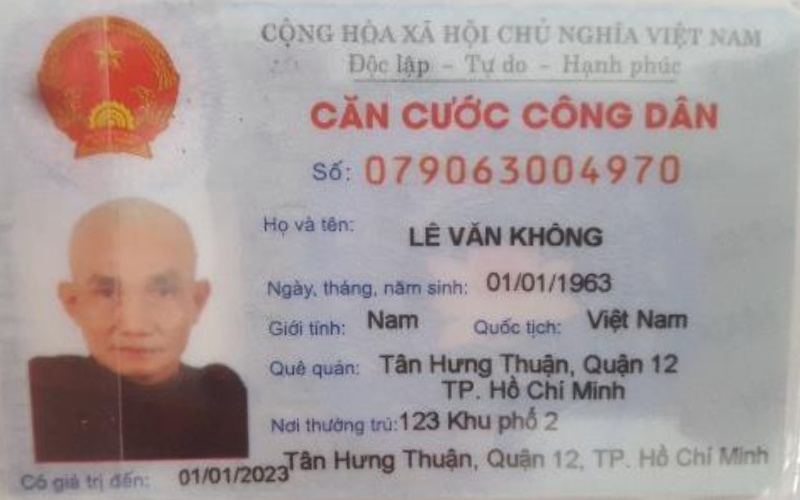 CỘNG HÒA XÃ HỘI CHỦ NGHĨA VIỆT NAM
Độc lập - Tự do - Hạnh phúc
CĂN CƯỚC CÔNG DÂN
Số: 079063004970
Họ và tên: LÊ VĂN KHÔNG
Ngày, tháng, năm sinh: 01/01/1963
Giới tính: Nam Quốc tịch: Việt Nam
Quê quán: Tân Hưng Thuận, Quận 12
TP. Hồ Chí Minh
Nơi thường trú: 123 Khu phố 2
Tân Hưng Thuận, Quận 12, TP. Hồ Chí Minh
Có giá trị đến: 01/01/2023